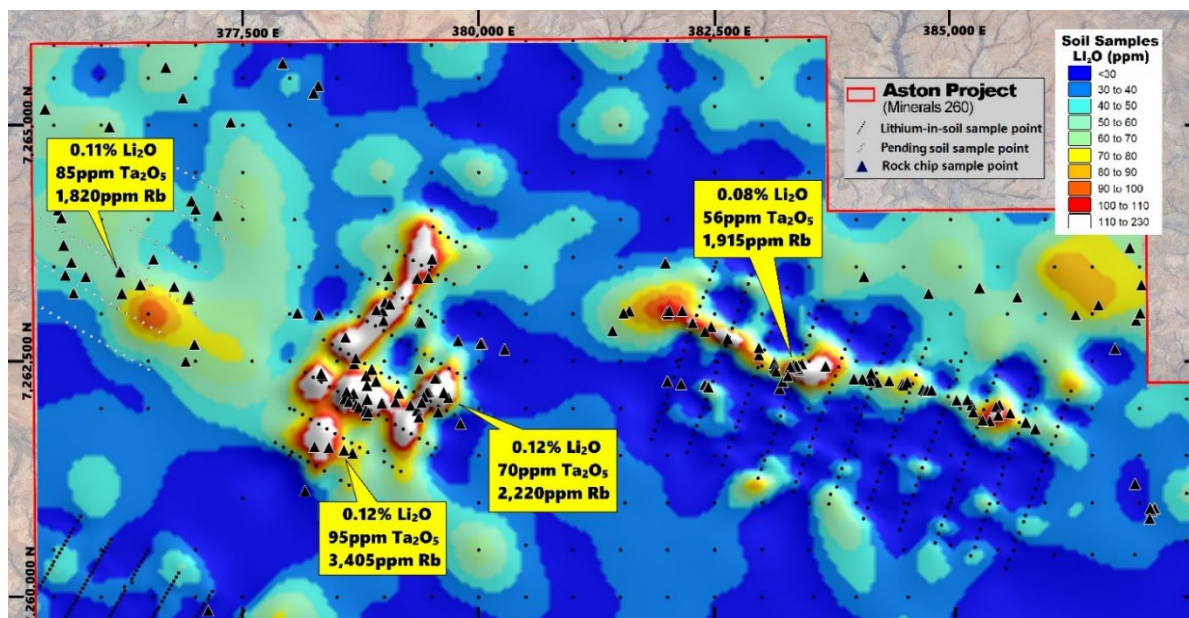 377,500 E
380,000 E
382,500 E
385,000 E
7,265,000 N
7,262,500 N
7,260,000 N
Soil Samples
Li₂O (ppm)
<30
30 to 40
40 to 50
50 to 60
60 to 70
70 to 80
80 to 90
90 to 100
100 to 110
110 to 230
Aston Project
(Minerals 260)
Lithium-in-soil sample point
Pending soil sample point
Rock chip sample point
0.11% Li₂O
85ppm Ta₂O₅
1,820ppm Rb
0.08% Li₂O
56ppm Ta₂O₅
1,915ppm Rb
0.12% Li₂O
70ppm Ta₂O₅
2,220ppm Rb
0.12% Li₂O
95ppm Ta₂O₅
3,405ppm Rb